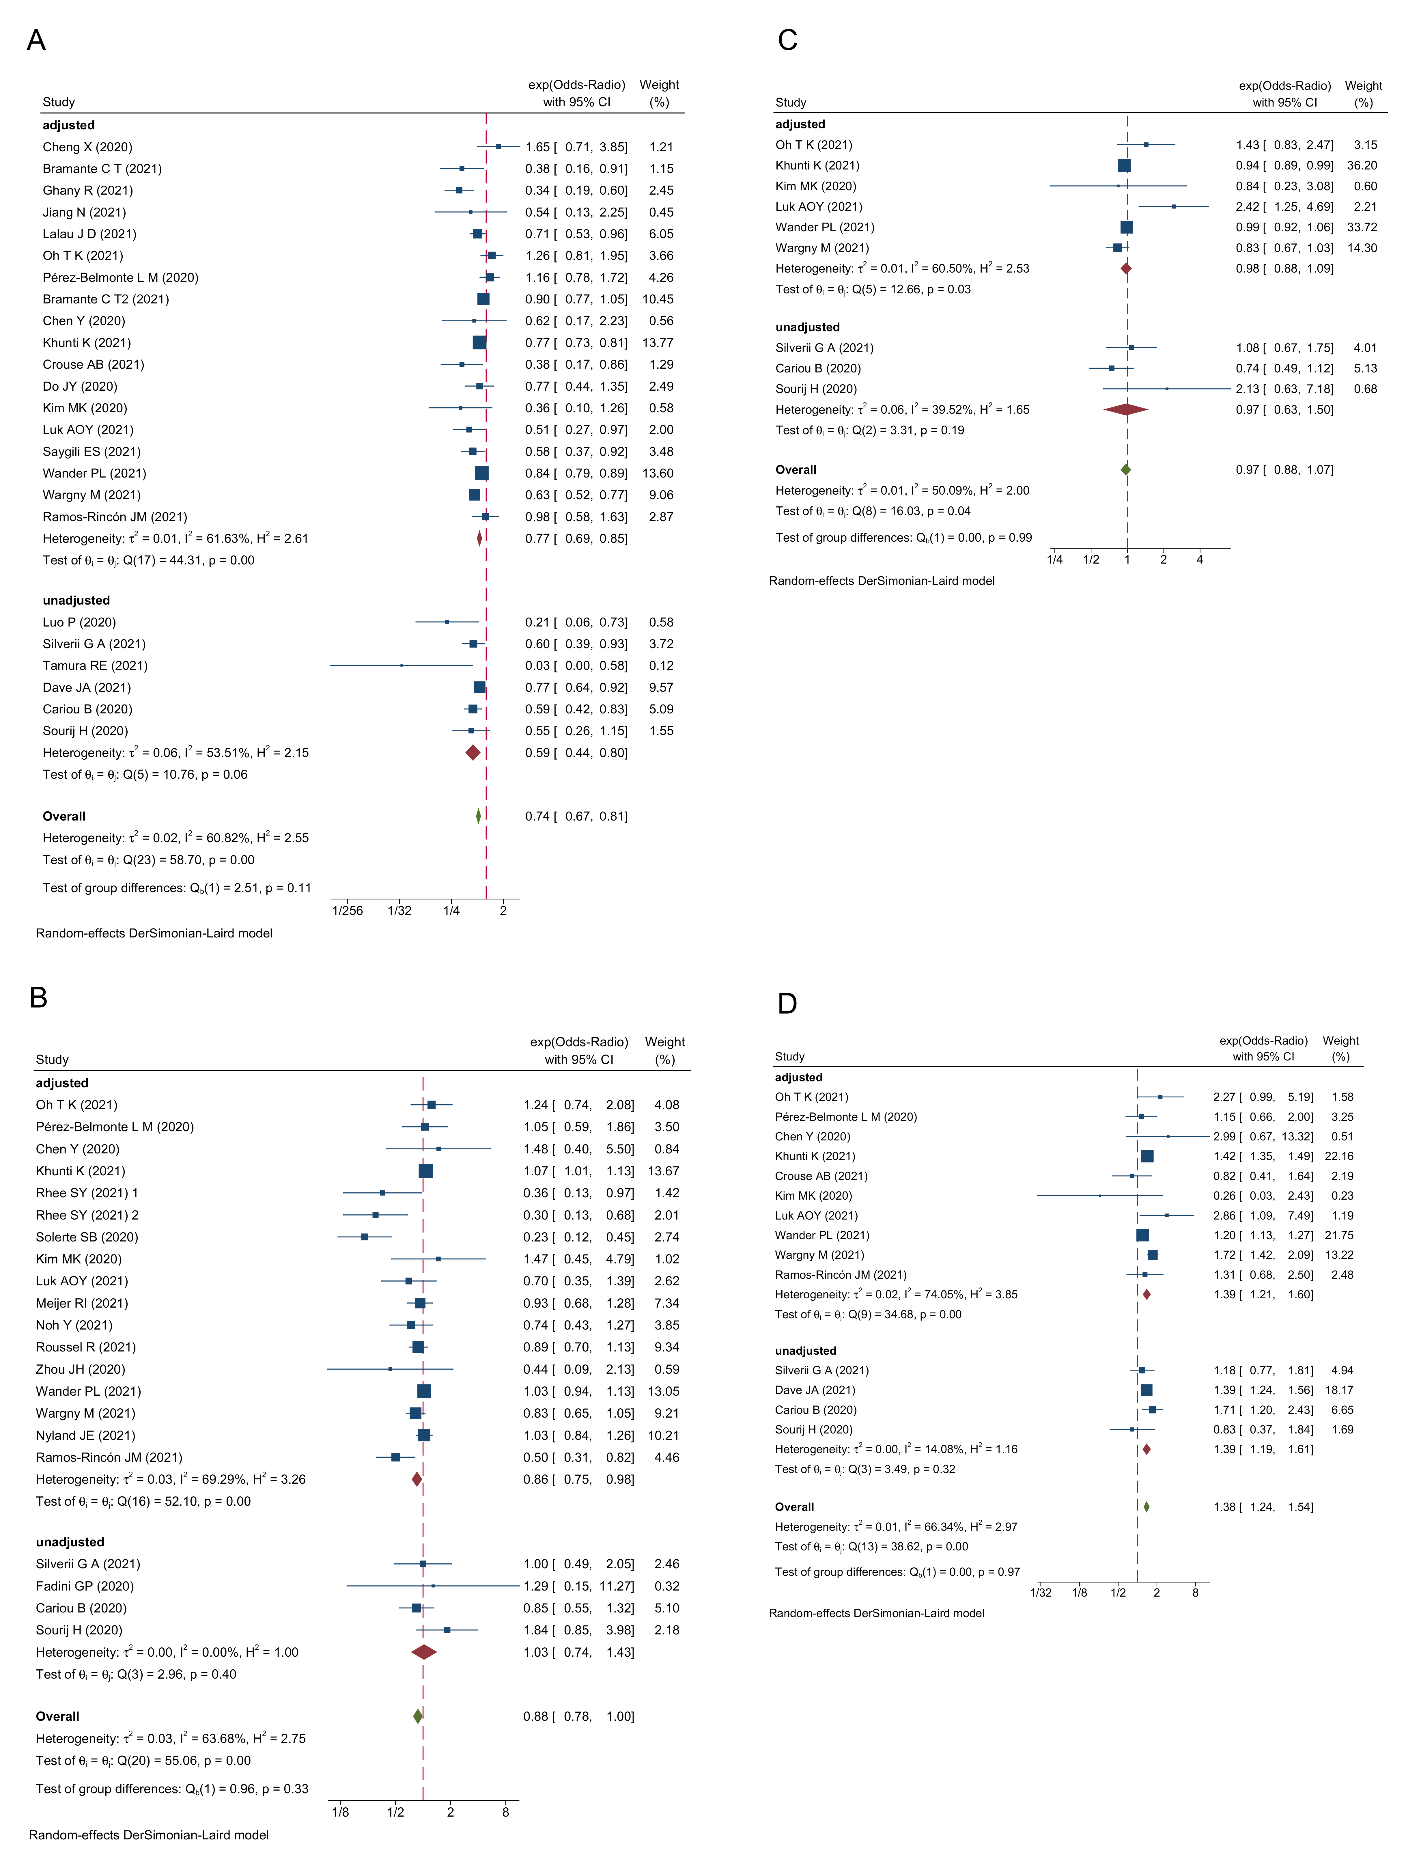 A
exp(Odds-Radio) Weight
Study with 95% CI (%)
adjusted
Cheng X (2020) 1.65 [ 0.71, 3.85] 1.21
Bramante C T (2021) 0.38 [ 0.16, 0.91] 1.15
Ghany R (2021) 0.34 [ 0.19, 0.60] 2.45
Jiang N (2021) 0.54 [ 0.13, 2.25] 0.45
Lalau J D (2021) 0.71 [ 0.53, 0.96] 6.05
Oh T K (2021) 1.26 [ 0.81, 1.95] 3.66
Pérez-Belmonte L M (2020) 1.16 [ 0.78, 1.72] 4.26
Bramante C T2 (2021) 0.90 [ 0.77, 1.05] 10.45
Chen Y (2020) 0.62 [ 0.17, 2.23] 0.56
Khunti K (2021) 0.77 [ 0.73, 0.81] 13.77
Crouse AB (2021) 0.38 [ 0.17, 0.86] 1.29
Do JY (2020) 0.77 [ 0.44, 1.35] 2.49
Kim MK (2020) 0.36 [ 0.10, 1.26] 0.58
Luk AOY (2021) 0.51 [ 0.27, 0.97] 2.00
Saygili ES (2021) 0.58 [ 0.37, 0.92] 3.48
Wander PL (2021) 0.84 [ 0.79, 0.89] 13.60
Wargny M (2021) 0.63 [ 0.52, 0.77] 9.06
Ramos-Rincón JM (2021) 0.98 [ 0.58, 1.63] 2.87
Heterogeneity: τ² = 0.01, I² = 61.63%, H² = 2.61 0.77 [ 0.69, 0.85]
Test of θi = θj: Q(17) = 44.31, p = 0.00
unadjusted
Luo P (2020) 0.21 [ 0.06, 0.73] 0.58
Silverii G A (2021) 0.60 [ 0.39, 0.93] 3.72
Tamura RE (2021) 0.03 [ 0.00, 0.58] 0.12
Dave JA (2021) 0.77 [ 0.64, 0.92] 9.57
Cariou B (2020) 0.59 [ 0.42, 0.83] 5.09
Sourij H (2020) 0.55 [ 0.26, 1.15] 1.55
Heterogeneity: τ² = 0.06, I² = 53.51%, H² = 2.15 0.59 [ 0.44, 0.80]
Test of θi = θj: Q(5) = 10.76, p = 0.06
Overall 0.74 [ 0.67, 0.81]
Heterogeneity: τ² = 0.02, I² = 60.82%, H² = 2.55
Test of θi = θj: Q(23) = 58.70, p = 0.00
Test of group differences: Qb(1) = 2.51, p = 0.11
1/256 1/32 1/4 2
Random-effects DerSimonian-Laird model
B
exp(Odds-Radio) Weight
Study with 95% CI (%)
adjusted
Oh T K (2021) 1.24 [ 0.74, 2.08] 4.08
Pérez-Belmonte L M (2020) 1.05 [ 0.59, 1.86] 3.50
Chen Y (2020) 1.48 [ 0.40, 5.50] 0.84
Khunti K (2021) 1.07 [ 1.01, 1.13] 13.67
Rhee SY (2021) 1 0.36 [ 0.13, 0.97] 1.42
Rhee SY (2021) 2 0.30 [ 0.13, 0.68] 2.01
Solerte SB (2020) 0.23 [ 0.12, 0.45] 2.74
Kim MK (2020) 1.47 [ 0.45, 4.79] 1.02
Luk AOY (2021) 0.70 [ 0.35, 1.39] 2.62
Meijer RI (2021) 0.93 [ 0.68, 1.28] 7.34
Noh Y (2021) 0.74 [ 0.43, 1.27] 3.85
Roussel R (2021) 0.89 [ 0.70, 1.13] 9.34
Zhou JH (2020) 0.44 [ 0.09, 2.13] 0.59
Wander PL (2021) 1.03 [ 0.94, 1.13] 13.05
Wargny M (2021) 0.83 [ 0.65, 1.05] 9.21
Nyland JE (2021) 1.03 [ 0.84, 1.26] 10.21
Ramos-Rincón JM (2021) 0.50 [ 0.31, 0.82] 4.46
Heterogeneity: τ² = 0.03, I² = 69.29%, H² = 3.26 0.86 [ 0.75, 0.98]
Test of θi = θj: Q(16) = 52.10, p = 0.00
unadjusted
Silverii G A (2021) 1.00 [ 0.49, 2.05] 2.46
Fadini GP (2020) 1.29 [ 0.15, 11.27] 0.32
Cariou B (2020) 0.85 [ 0.55, 1.32] 5.10
Sourij H (2020) 1.84 [ 0.85, 3.98] 2.18
Heterogeneity: τ² = 0.00, I² = 0.00%, H² = 1.00 1.03 [ 0.74, 1.43]
Test of θi = θj: Q(3) = 2.96, p = 0.40
Overall 0.88 [ 0.78, 1.00]
Heterogeneity: τ² = 0.03, I² = 63.68%, H² = 2.75
Test of θi = θj: Q(20) = 55.06, p = 0.00
Test of group differences: Qb(1) = 0.96, p = 0.33
1/8 1/2 2 8
Random-effects DerSimonian-Laird model
C
exp(Odds-Radio) Weight
Study with 95% CI (%)
adjusted
Oh T K (2021) 1.43 [ 0.83, 2.47] 3.15
Khunti K (2021) 0.94 [ 0.89, 0.99] 36.20
Kim MK (2020) 0.84 [ 0.23, 3.08] 0.60
Luk AOY (2021) 2.42 [ 1.25, 4.69] 2.21
Wander PL (2021) 0.99 [ 0.92, 1.06] 33.72
Wargny M (2021) 0.83 [ 0.67, 1.03] 14.30
Heterogeneity: τ² = 0.01, I² = 60.50%, H² = 2.53 0.98 [ 0.88, 1.09]
Test of θi = θj: Q(5) = 12.66, p = 0.03
unadjusted
Silverii G A (2021) 1.08 [ 0.67, 1.75] 4.01
Cariou B (2020) 0.74 [ 0.49, 1.12] 5.13
Sourij H (2020) 2.13 [ 0.63, 7.18] 0.68
Heterogeneity: τ² = 0.06, I² = 39.52%, H² = 1.65 0.97 [ 0.63, 1.50]
Test of θi = θj: Q(2) = 3.31, p = 0.19
Overall 0.97 [ 0.88, 1.07]
Heterogeneity: τ² = 0.01, I² = 50.09%, H² = 2.00
Test of θi = θj: Q(8) = 16.03, p = 0.04
Test of group differences: Qb(1) = 0.00, p = 0.99
1/4 1/2 1 2 4
Random-effects DerSimonian-Laird model
D
exp(Odds-Radio) Weight
Study with 95% CI (%)
adjusted
Oh T K (2021) 2.27 [ 0.99, 5.19] 1.58
Pérez-Belmonte L M (2020) 1.15 [ 0.66, 2.00] 3.25
Chen Y (2020) 2.99 [ 0.67, 13.32] 0.51
Khunti K (2021) 1.42 [ 1.35, 1.49] 22.16
Crouse AB (2021) 0.82 [ 0.41, 1.64] 2.19
Kim MK (2020) 0.26 [ 0.03, 2.43] 0.23
Luk AOY (2021) 2.86 [ 1.09, 7.49] 1.19
Wander PL (2021) 1.20 [ 1.13, 1.27] 21.75
Wargny M (2021) 1.72 [ 1.42, 2.09] 13.22
Ramos-Rincón JM (2021) 1.31 [ 0.68, 2.50] 2.48
Heterogeneity: τ² = 0.02, I² = 74.05%, H² = 3.85 1.39 [ 1.21, 1.60]
Test of θi = θj: Q(9) = 34.68, p = 0.00
unadjusted
Silverii G A (2021) 1.18 [ 0.77, 1.81] 4.94
Dave JA (2021) 1.39 [ 1.24, 1.56] 18.17
Cariou B (2020) 1.71 [ 1.20, 2.43] 6.65
Sourij H (2020) 0.83 [ 0.37, 1.84] 1.69
Heterogeneity: τ² = 0.00, I² = 14.08%, H² = 1.16 1.39 [ 1.19, 1.61]
Test of θi = θj: Q(3) = 3.49, p = 0.32
Overall 1.38 [ 1.24, 1.54]
Heterogeneity: τ² = 0.01, I² = 66.34%, H² = 2.97
Test of θi = θj: Q(13) = 38.62, p = 0.00
Test of group differences: Qb(1) = 0.00, p = 0.97
1/32 1/8 1/2 2 8
Random-effects DerSimonian-Laird model